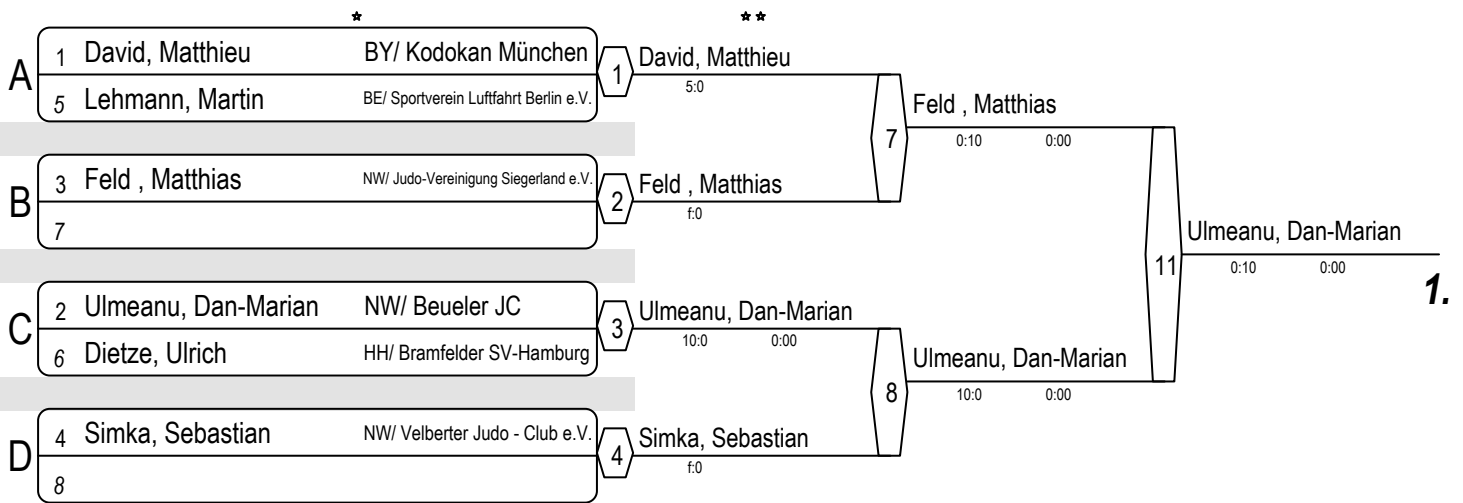 * **
A
1 David, Matthieu BY/ Kodokan München
5 Lehmann, Martin BE/ Sportverein Luftfahrt Berlin e.V.
1
David, Matthieu
5:0
B
3 Feld , Matthias NW/ Judo-Vereinigung Siegerland e.V.
7
2
Feld , Matthias
f:0
7
Feld , Matthias
0:10 0:00
C
2 Ulmeanu, Dan-Marian NW/ Beueler JC
6 Dietze, Ulrich HH/ Bramfelder SV-Hamburg
3
Ulmeanu, Dan-Marian
10:0 0:00
D
4 Simka, Sebastian NW/ Velberter Judo - Club e.V.
8
4
Simka, Sebastian
f:0
8
Ulmeanu, Dan-Marian
10:0 0:00
11
Ulmeanu, Dan-Marian
0:10 0:00
1.